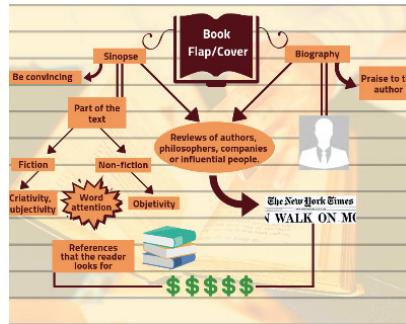 Book
Flap/Cover
Sinopse
Biography
Be convincing
Praise to t
author
Part of the
text
Reviews of authors,
philosophers, companies
or influential people.
Fiction
Non-fiction
Criativity,
ubjectivity
Word
attention
Objetivity
The New York Times
N WALK ON MO
References
that the reader
looks for
$$$$$